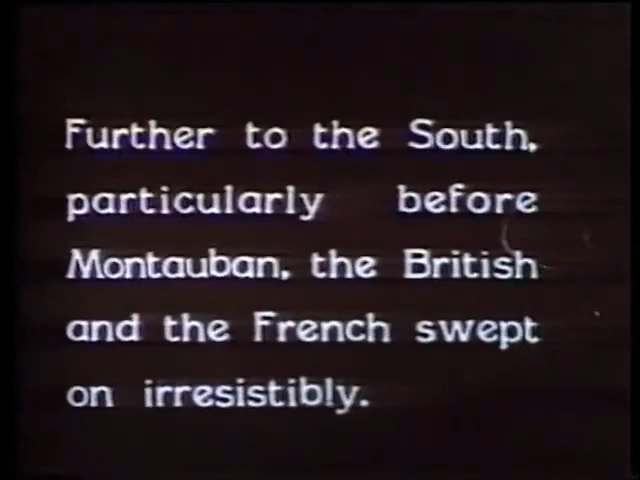 Further to the South,
particularly before
Montauban, the British
and the French swept
on irresistibly.